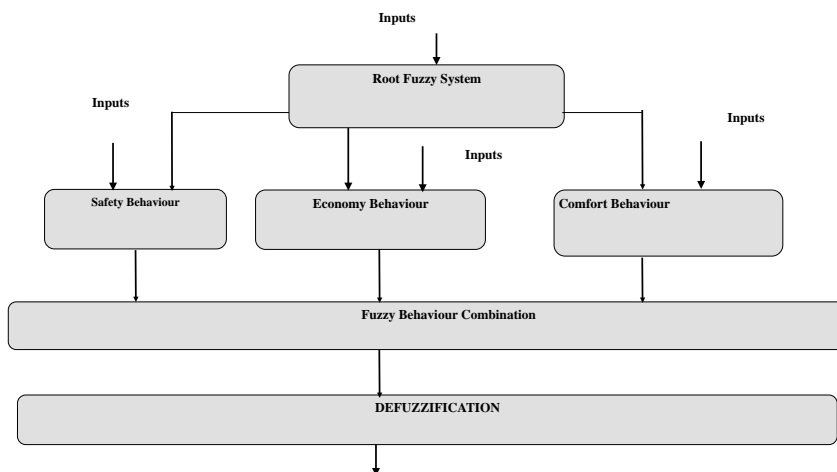 Inputs
Root Fuzzy System
Inputs
Inputs
Inputs
Safety Behaviour
Economy Behaviour
Comfort Behaviour
Fuzzy Behaviour Combination
DEFUZZIFICATION